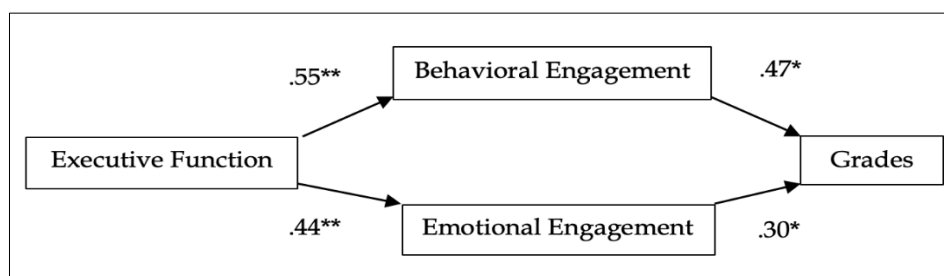 Behavioral Engagement
.55**
.47*
Executive Function
Grades
.44**
Emotional Engagement
.30*